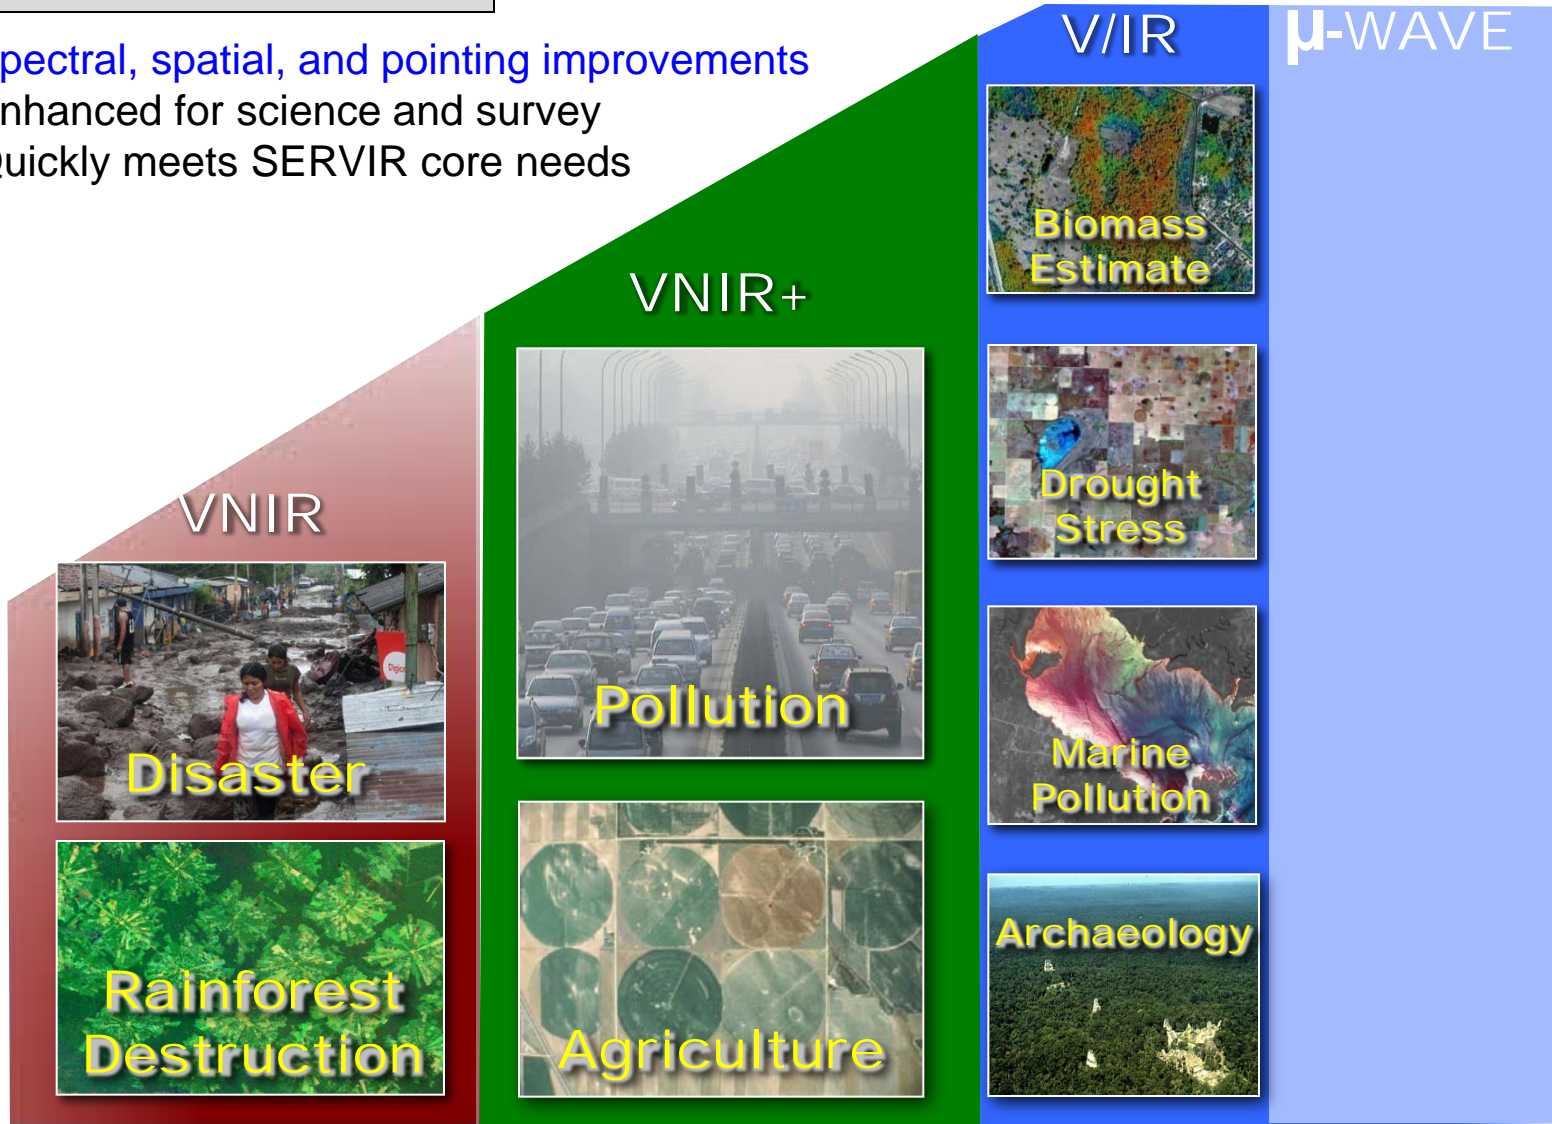 pectral, spatial, and pointing improvements
nhanced for science and survey
uickly meets SERVIR core needs
V/IR
µ-WAVE
VNIR+
VNIR
Biomass
Estimate
Drought
Stress
Marine
Pollution
Archaeology
Pollution
Agriculture
Digicel
Disaster
Rainforest
Destruction